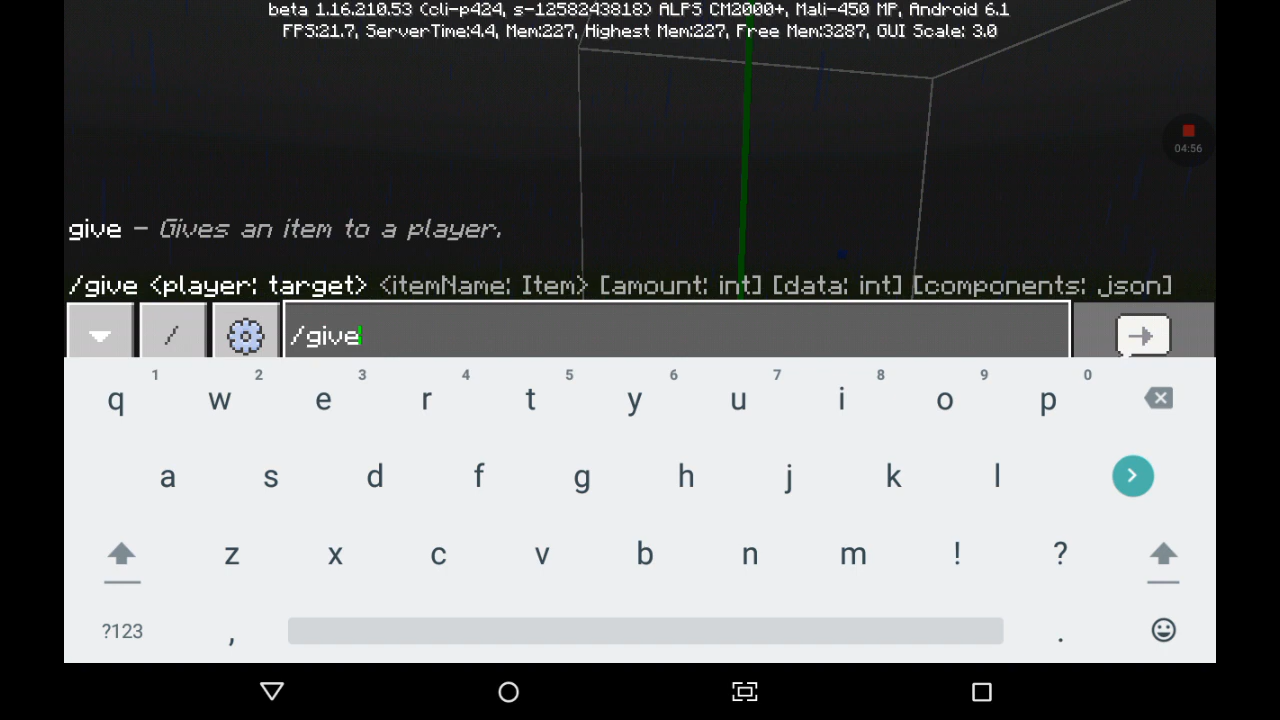 beta 1.16.210.53 (cli-p424, s-1258243818) ALPS CM2000+, Mali-450 MP, Android 6.1
FPS:21.7, ServerTime:4.4, Mem:227, Highest Mem:227, Free Mem:3287, GUI Scale: 3.0
04:56
give - Gives an item to a player.
/give <player: target> <itemName: Item> [amount: int] [data: int] [components: json]
/ /give
1 2 3 4 5 6 7 8 9 0
q w e r t y u i o p
a s d f g h j k l
z x c v b n m ! ?
?123 , .